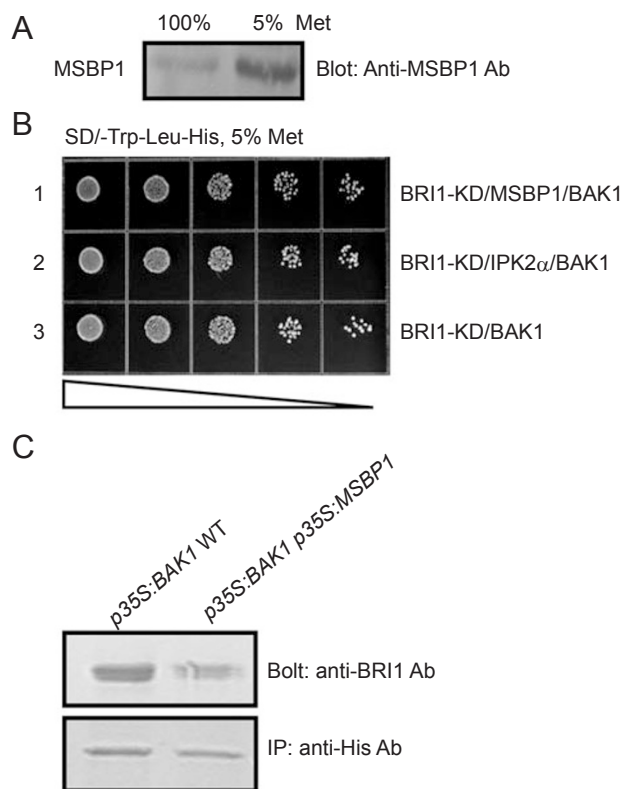 A
100% 5% Met
MSBP1 Blot: Anti-MSBP1 Ab
B
SD/-Trp-Leu-His, 5% Met
1 BRI1-KD/MSBP1/BAK1
2 BRI1-KD/IPK2α/BAK1
3 BRI1-KD/BAK1
C
p35S:BAK1 WT
p35S:BAK1 p35S:MSBP1
Bolt: anti-BRI1 Ab
IP: anti-His Ab